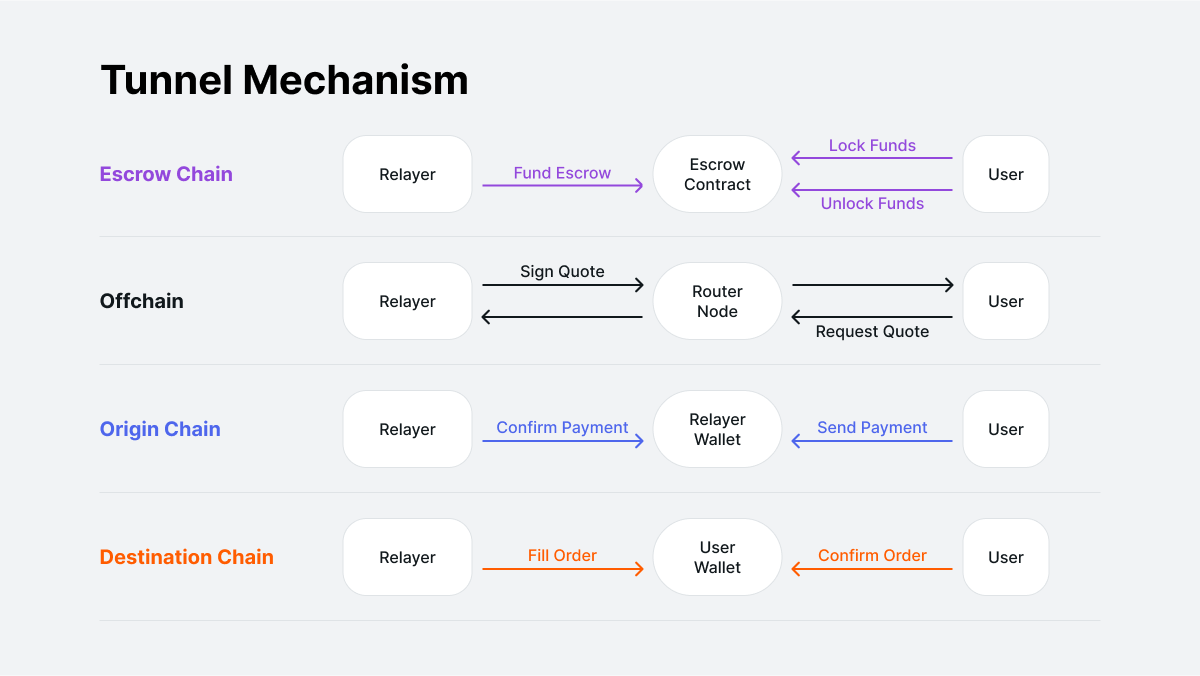 Tunnel Mechanism
Escrow Chain
Relayer
Fund Escrow
Escrow
Contract
Lock Funds
Unlock Funds
User
Offchain
Relayer
Sign Quote
Router
Node
Request Quote
User
Origin Chain
Relayer
Confirm Payment
Relayer
Wallet
Send Payment
User
Destination Chain
Relayer
Fill Order
User
Wallet
Confirm Order
User